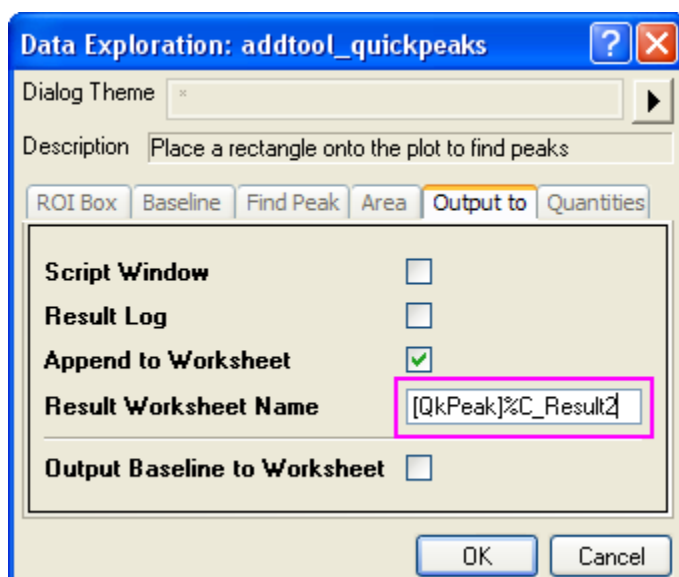 Data Exploration: addtool_quickpeaks
Dialog Theme *
Description Place a rectangle onto the plot to find peaks
ROI Box Baseline Find Peak Area Output to Quantities
Script Window
Result Log
Append to Worksheet
Result Worksheet Name [QkPeak]%C_Result2
Output Baseline to Worksheet
OK Cancel